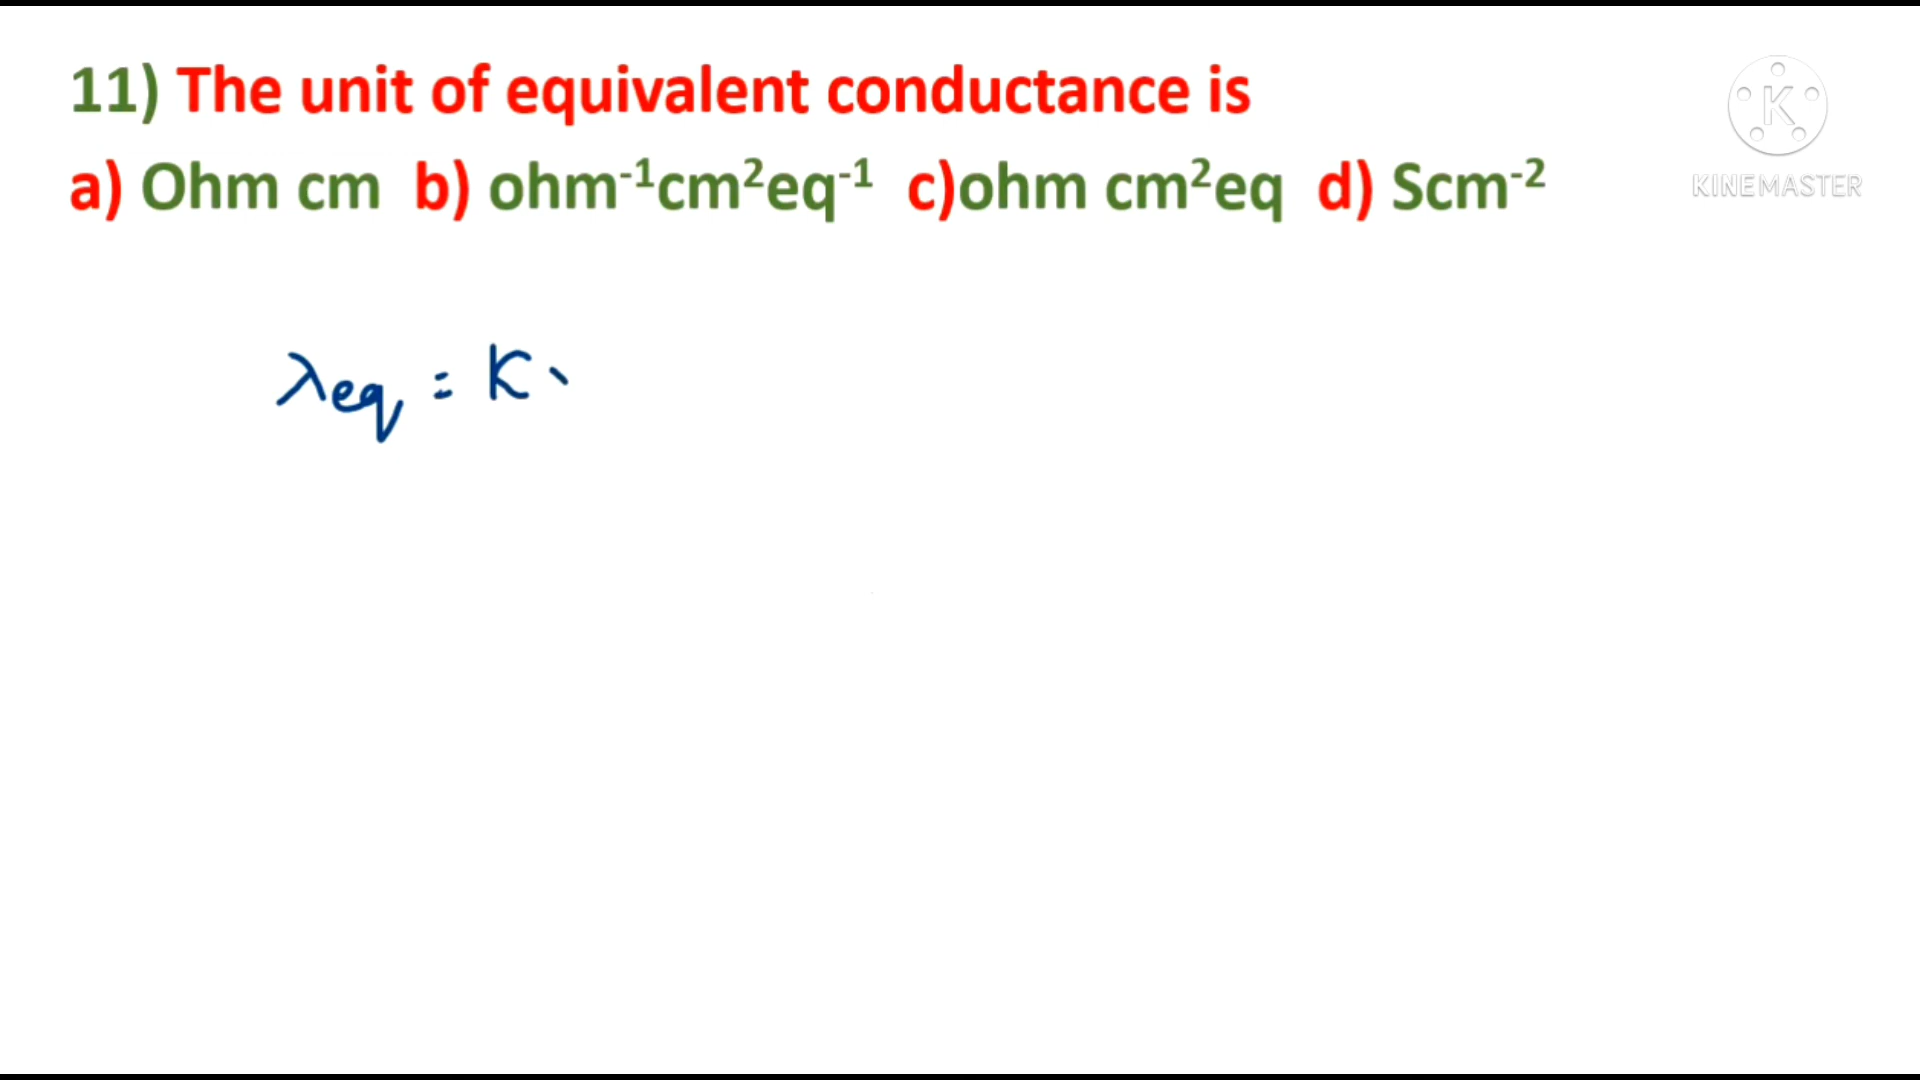 11) The unit of equivalent conductance is
a) Ohm cm b) ohm⁻¹cm²eq⁻¹ c)ohm cm²eq d) Scm⁻²
K
KINEMASTER
λeq = K